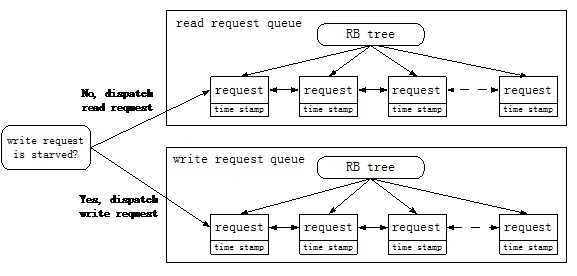 read request queue
RB tree
request request request request
time stamp time stamp time stamp time stamp
No, dispatch
read request
write request
is starved?
Yes, dispatch
write request
write request queue
RB tree
request request request request
time stamp time stamp time stamp time stamp